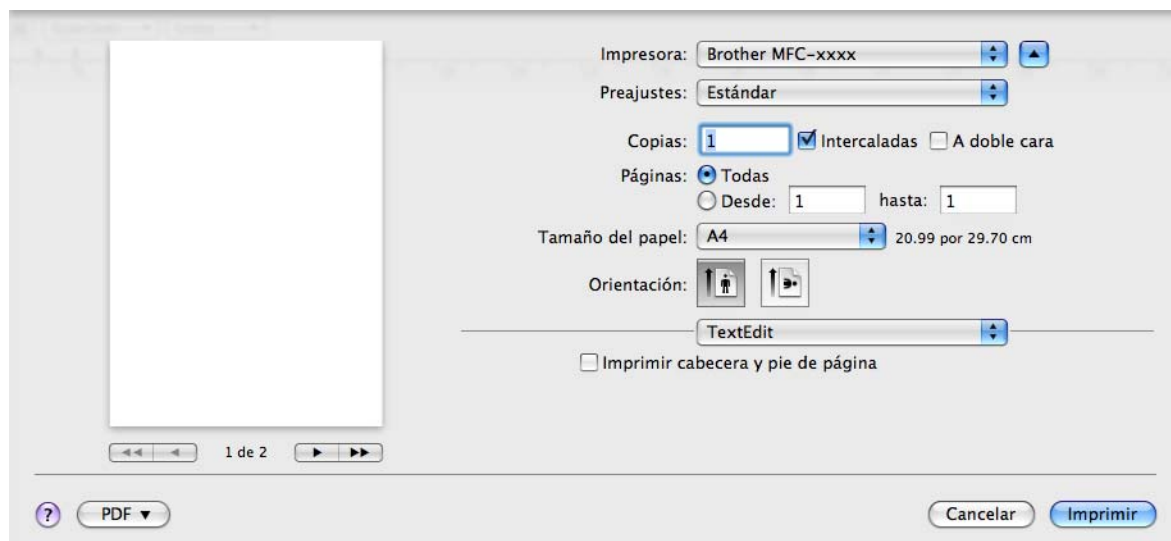 Impresora: Brother MFC-xxxx
Preajustes: Estándar
Copias: 1 Intercaladas A doble cara
Páginas: Todas
Desde: 1 hasta: 1
Tamaño del papel: A4 20.99 por 29.70 cm
Orientación:
TextEdit
Imprimir cabecera y pie de página
1 de 2
? PDF Cancelar Imprimir